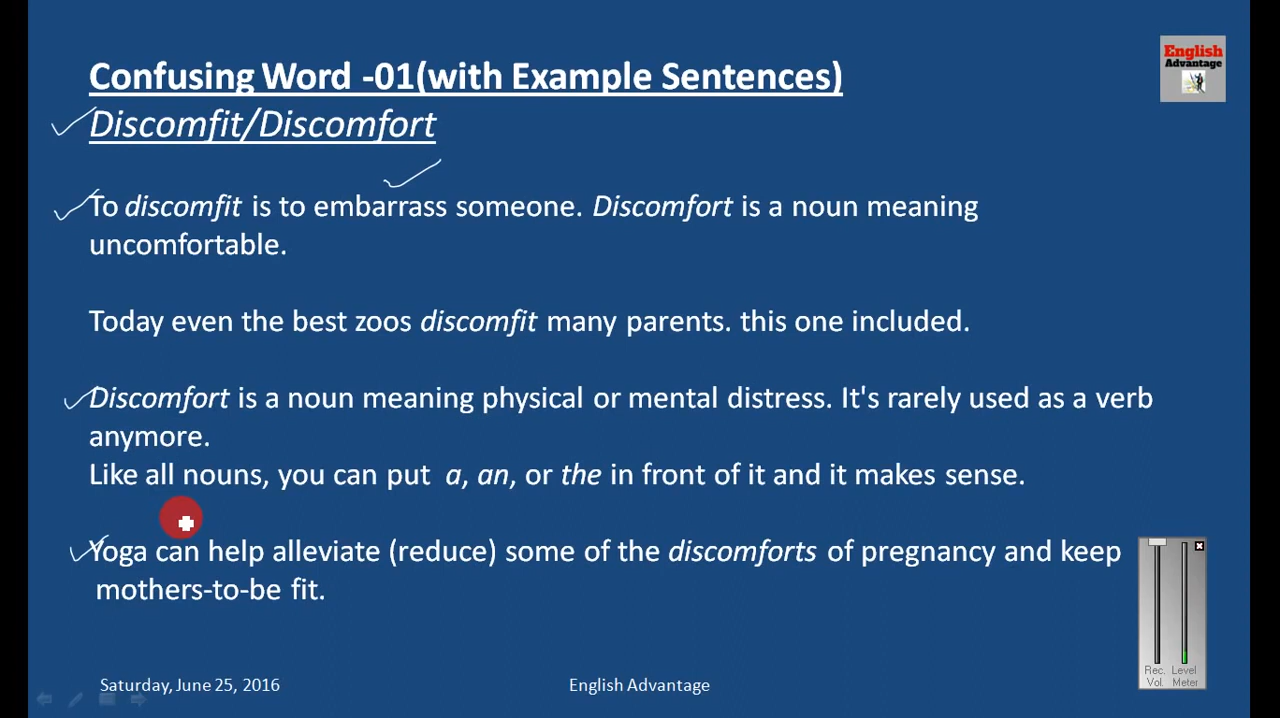 Confusing Word -01(with Example Sentences)
English
Advantage
Discomfit/Discomfort
To discomfit is to embarrass someone. Discomfort is a noun meaning
uncomfortable.
Today even the best zoos discomfit many parents. this one included.
Discomfort is a noun meaning physical or mental distress. It's rarely used as a verb
anymore.
Like all nouns, you can put a, an, or the in front of it and it makes sense.
Yoga can help alleviate (reduce) some of the discomforts of pregnancy and keep
mothers-to-be fit.
Rec. Level
Vol. Meter
Saturday, June 25, 2016
English Advantage